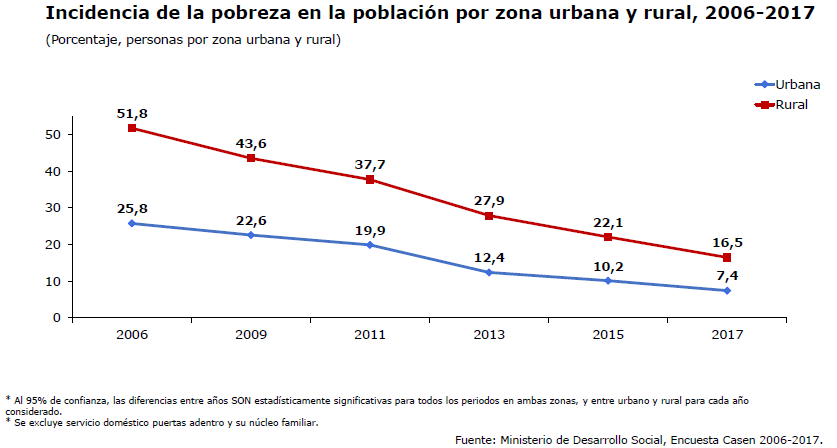 Incidencia de la pobreza en la población por zona urbana y rural, 2006-2017
(Porcentaje, personas por zona urbana y rural)
Urbana
Rural
51,8
43,6
37,7
27,9
22,1
16,5
25,8
22,6
19,9
12,4
10,2
7,4
50
40
30
20
10
0
2006 2009 2011 2013 2015 2017
* Al 95% de confianza, las diferencias entre años SON estadísticamente significativas para todos los periodos en ambas zonas, y entre urbano y rural para cada año
considerado.
* Se excluye servicio doméstico puertas adentro y su núcleo familiar.
Fuente: Ministerio de Desarrollo Social, Encuesta Casen 2006-2017.